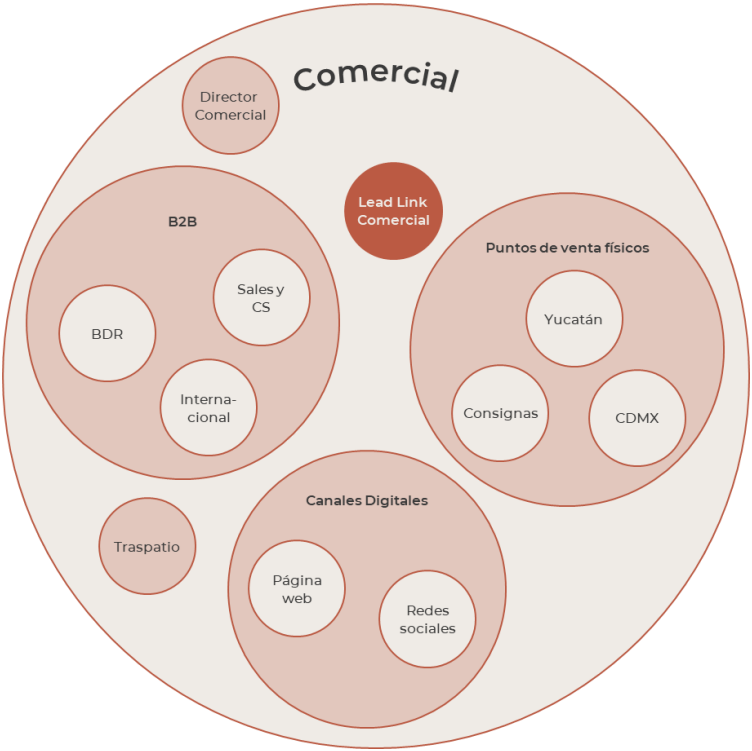 Comercial
Director
Comercial
Lead Link
Comercial
B2B
Sales y
CS
BDR
Interna-
cional
Puntos de venta físicos
Yucatán
Consignas
CDMX
Traspatio
Canales Digitales
Página
web
Redes
sociales